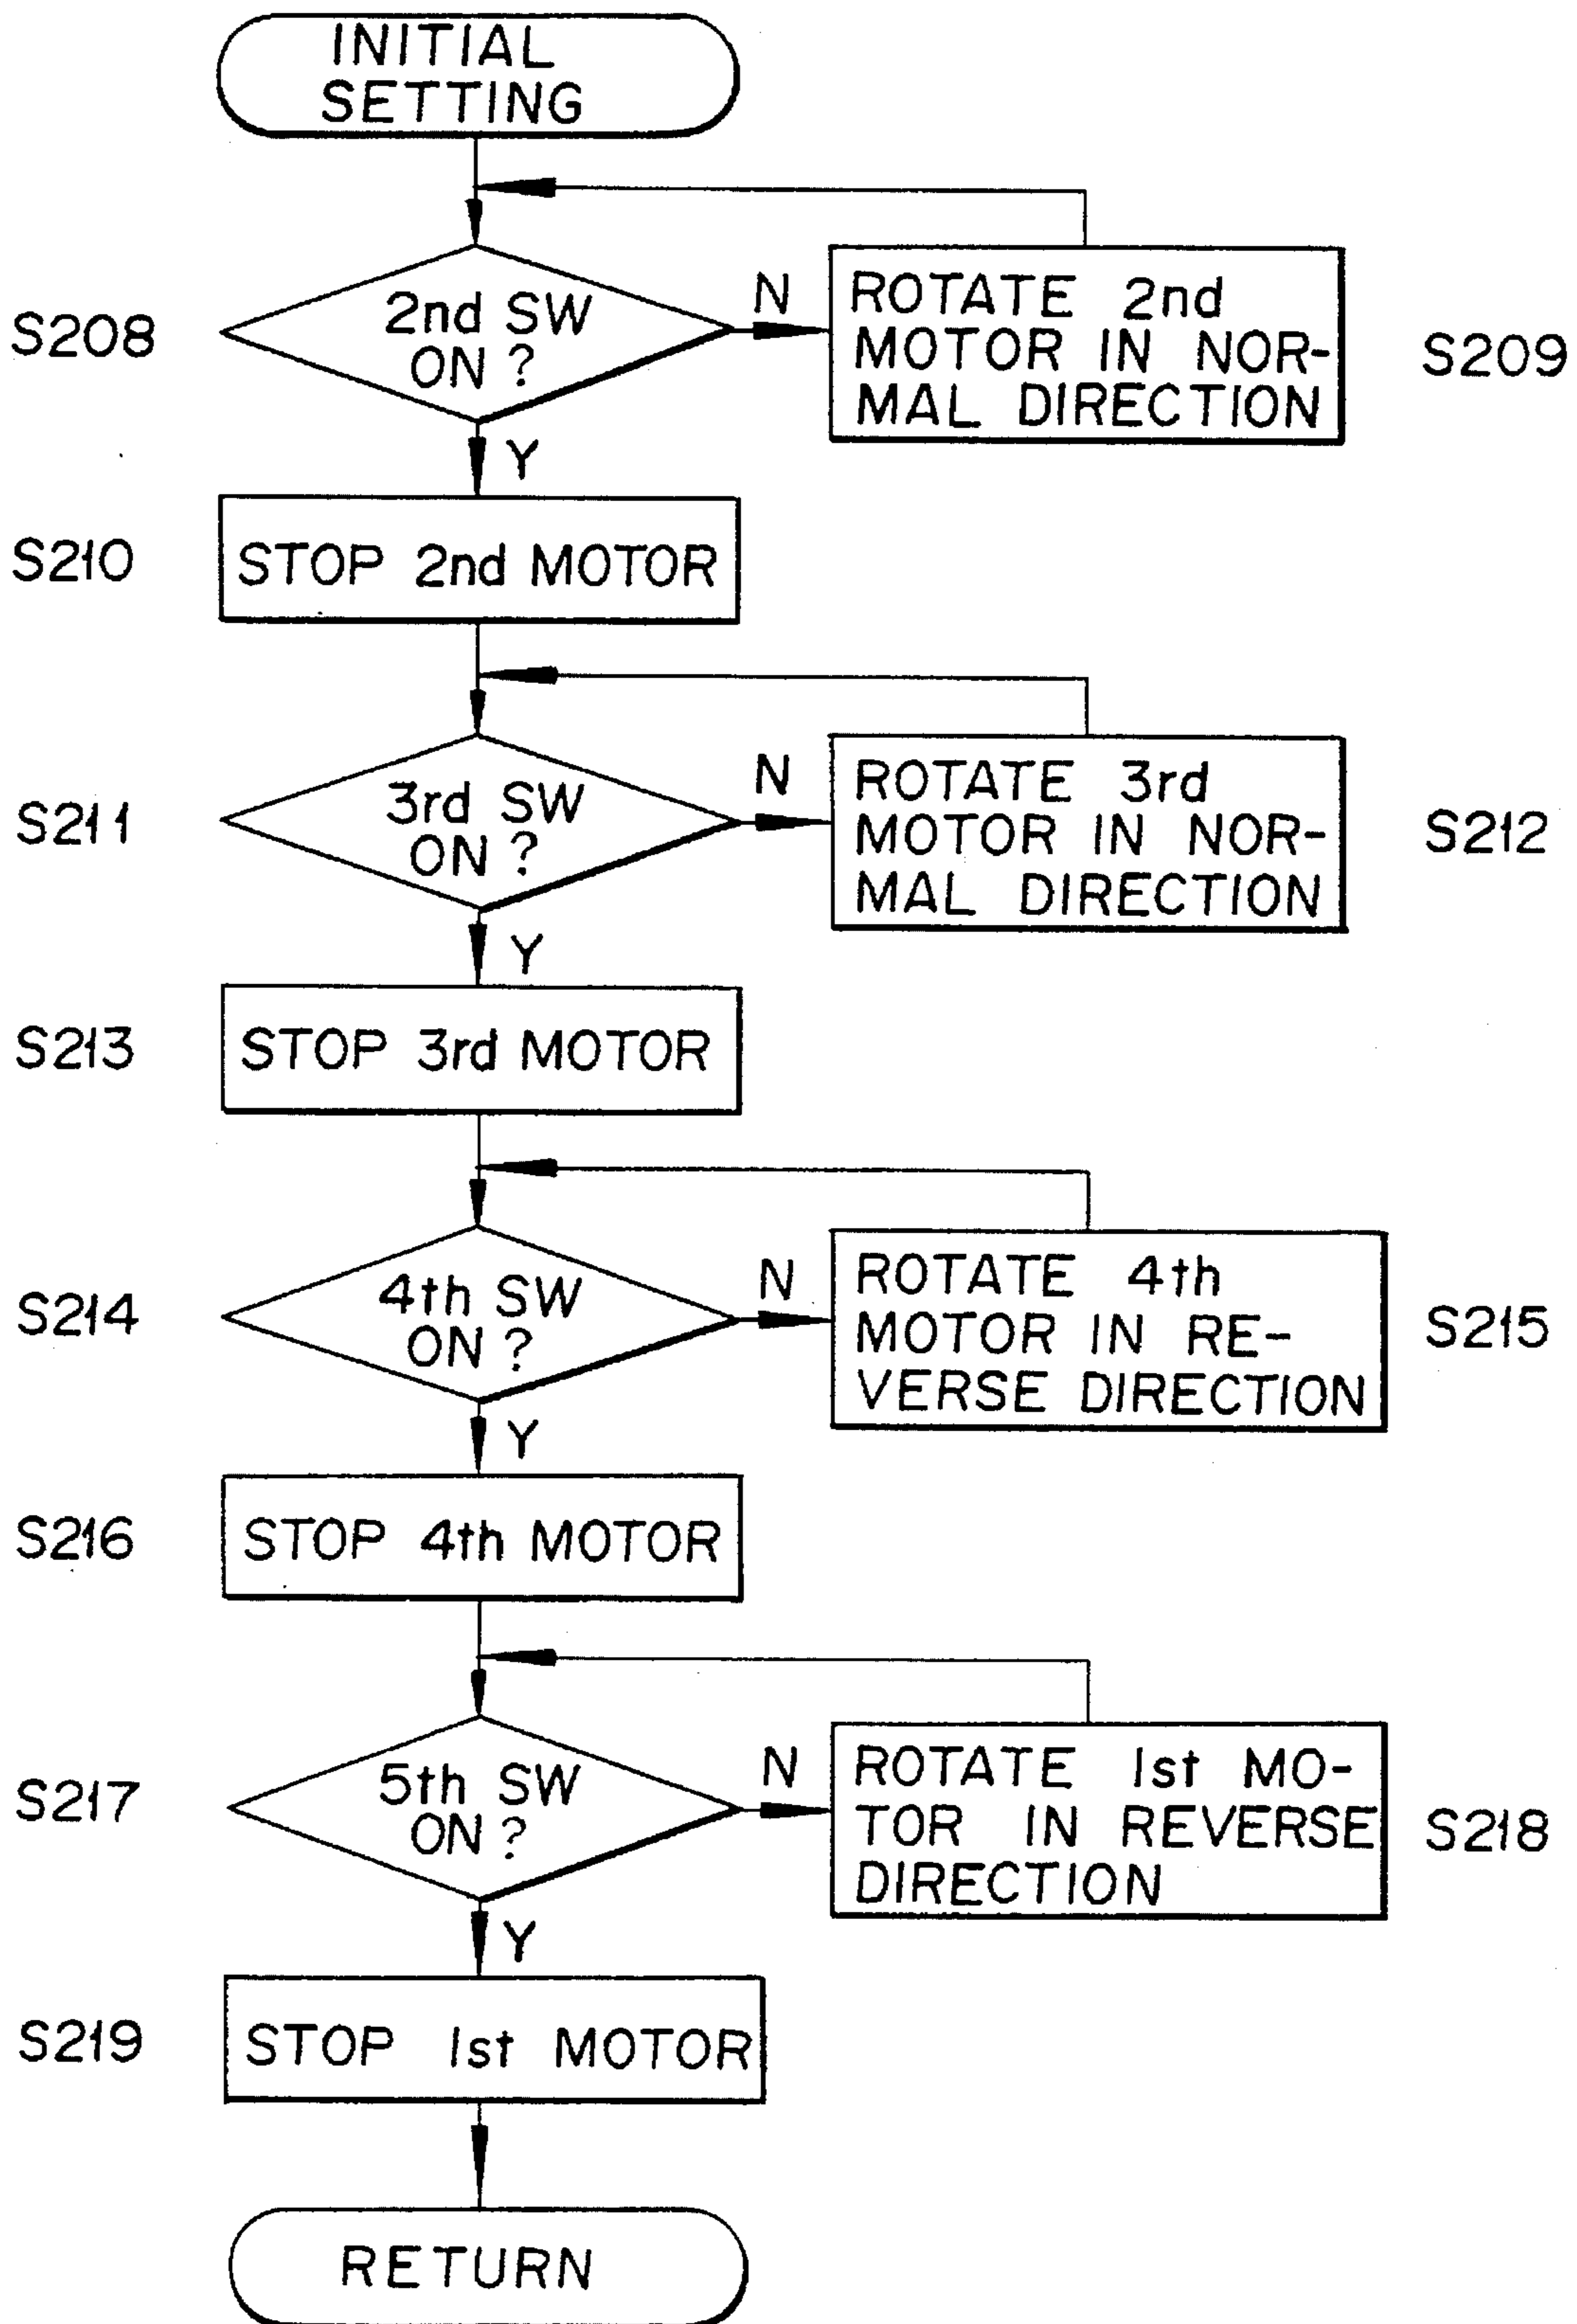 INITIAL
SETTING
S208
2nd SW
ON ?
N
ROTATE 2nd
MOTOR IN NOR-
MAL DIRECTION
S209
Y
S210
STOP 2nd MOTOR
S211
3rd SW
ON ?
N
ROTATE 3rd
MOTOR IN NOR-
MAL DIRECTION
S212
Y
S213
STOP 3rd MOTOR
S214
4th SW
ON ?
N
ROTATE 4th
MOTOR IN RE-
VERSE DIRECTION
S215
Y
S216
STOP 4th MOTOR
S217
5th SW
ON ?
N
ROTATE 1st MO-
TOR IN REVERSE
DIRECTION
S218
Y
S219
STOP 1st MOTOR
RETURN